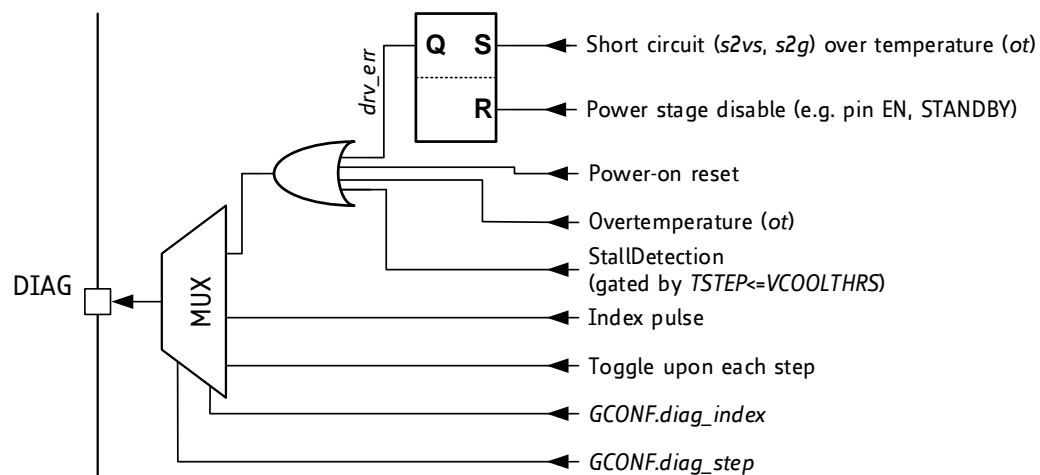 Q S
Short circuit (s2vs, s2g) over temperature (ot)
drv_err
R
Power stage disable (e.g. pin EN, STANDBY)
Power-on reset
Overtemperature (ot)
StallDetection
(gated by TSTEP<=VCOOLTHRS)
DIAG
MUX
Index pulse
Toggle upon each step
GCONF.diag_index
GCONF.diag_step